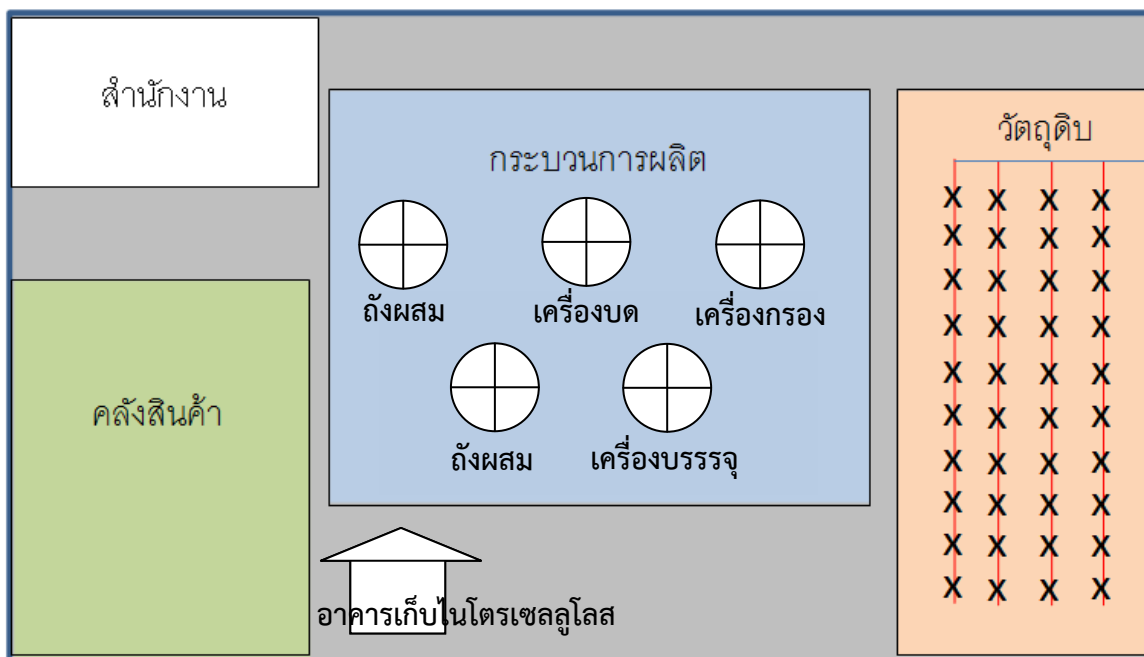 สำนักงาน
กระบวนการผลิต
วัตถุดิบ
ถังผสม
เครื่องบด
เครื่องกรอง
คลังสินค้า
ถังผสม
เครื่องบรรรจุ
อาคารเก็บไนโตรเซลลูโลส
X X X X
X X X X
X X X X
X X X X
X X X X
X X X X
X X X X
X X X X
X X X X
X X X X